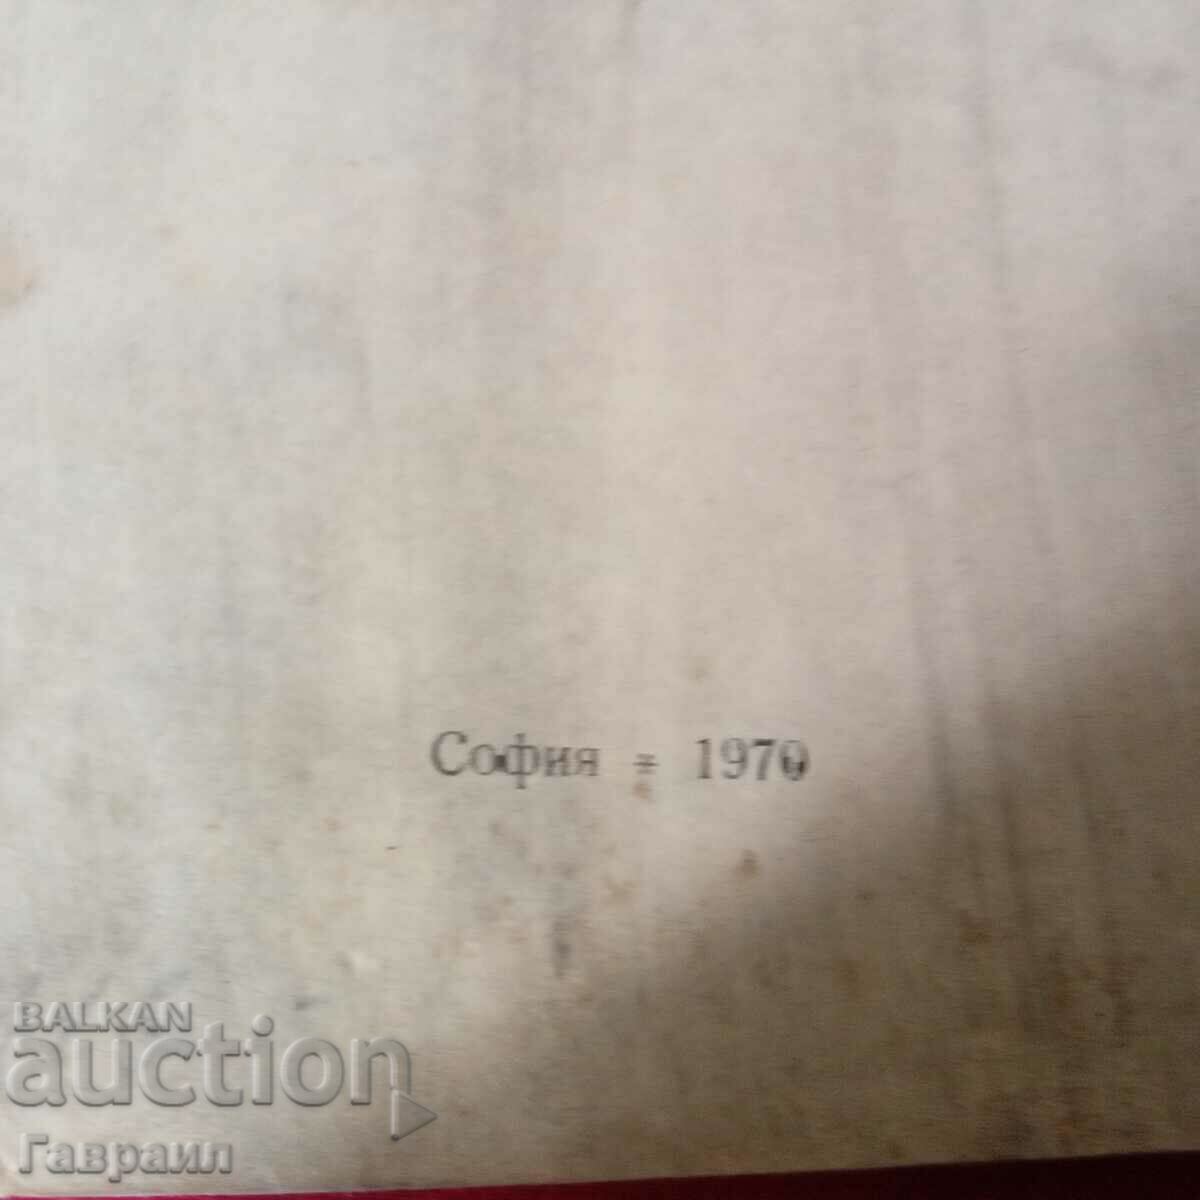 София = 1970
BALKAN
auction
Гавраил